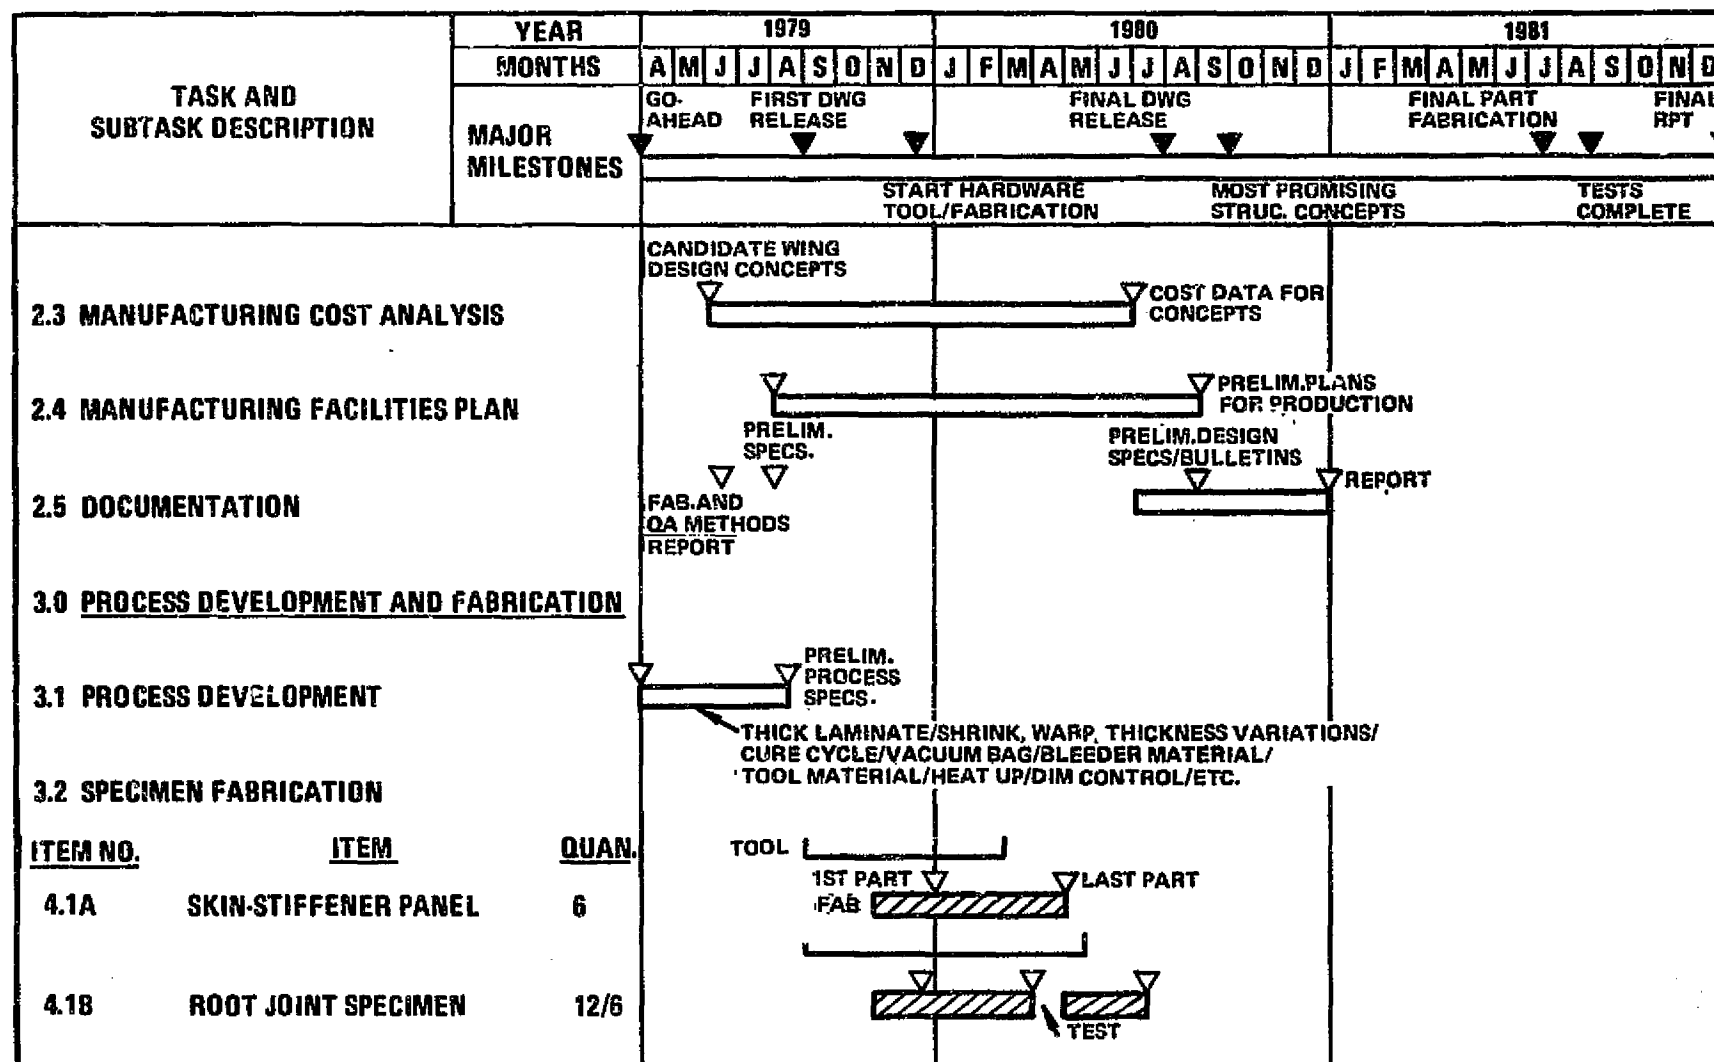 YEAR 1979 1980 1981
MONTHS A M J J A S O N D J F M A M J J A S O N D J F M A M J J A S O N D
TASK AND
SUBTASK DESCRIPTION
MAJOR
MILESTONES
GO-
AHEAD
FIRST DWG
RELEASE
FINAL DWG
RELEASE
FINAL PART
FABRICATION
FINAL
RPT
START HARDWARE
TOOL/FABRICATION
MOST PROMISING
STRUC. CONCEPTS
TESTS
COMPLETE
CANDIDATE WING
DESIGN CONCEPTS
2.3 MANUFACTURING COST ANALYSIS
COST DATA FOR
CONCEPTS
2.4 MANUFACTURING FACILITIES PLAN
PRELIM.PLANS
FOR PRODUCTION
PRELIM.
SPECS.
PRELIM.DESIGN
SPECS/BULLETINS
2.5 DOCUMENTATION
REPORT
FAB.AND
QA METHODS
REPORT
3.0 PROCESS DEVELOPMENT AND FABRICATION
3.1 PROCESS DEVELOPMENT
PRELIM.
PROCESS
SPECS.
THICK LAMINATE/SHRINK, WARP, THICKNESS VARIATIONS/
CURE CYCLE/VACUUM BAG/BLEEDER MATERIAL/
TOOL MATERIAL/HEAT UP/DIM CONTROL/ETC.
3.2 SPECIMEN FABRICATION
ITEM NO. ITEM QUAN.
TOOL
1ST PART
LAST PART
4.1A SKIN-STIFFENER PANEL 6
FAB
4.1B ROOT JOINT SPECIMEN 12/6
TEST